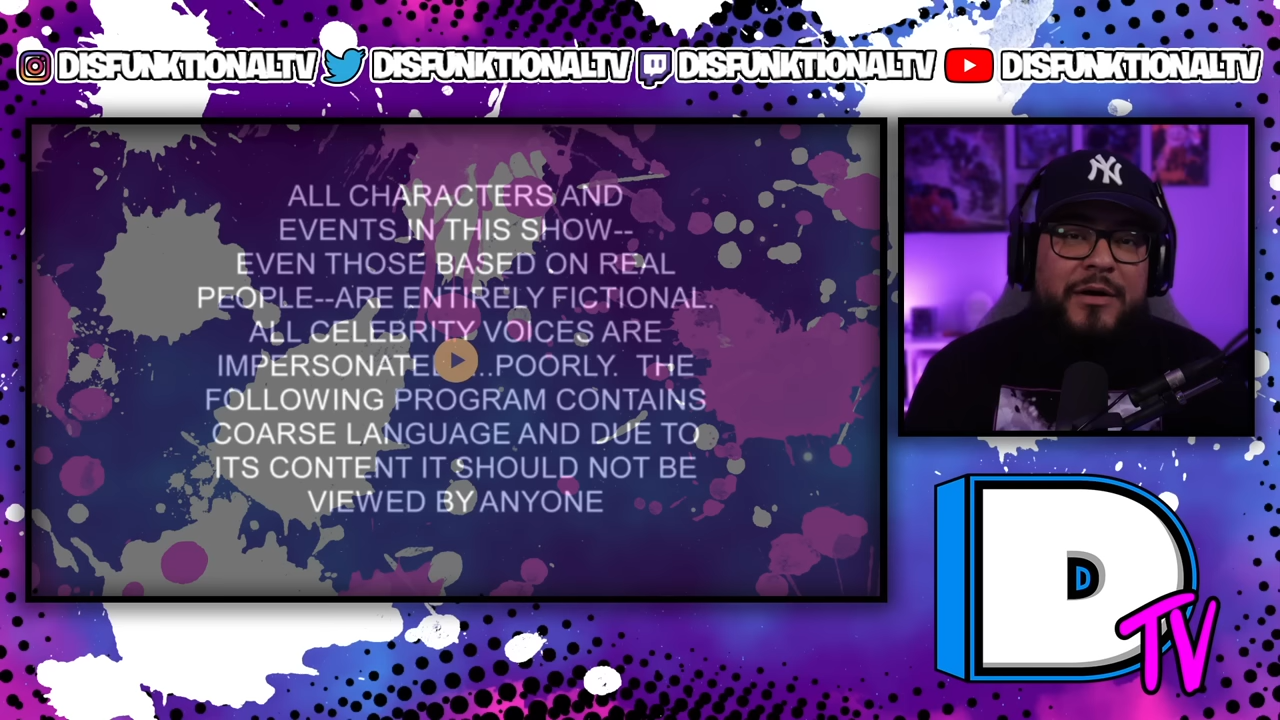 DISFUNKTIONALTV DISFUNKTIONALTV DISFUNKTIONALTV DISFUNKTIONALTV
ALL CHARACTERS AND
EVENTS IN THIS SHOW--
EVEN THOSE BASED ON REAL
PEOPLE--ARE ENTIRELY FICTIONAL.
ALL CELEBRITY VOICES ARE
IMPERSONATED...POORLY. THE
FOLLOWING PROGRAM CONTAINS
COARSE LANGUAGE AND DUE TO
ITS CONTENT IT SHOULD NOT BE
VIEWED BY ANYONE
NY
D
D
TV